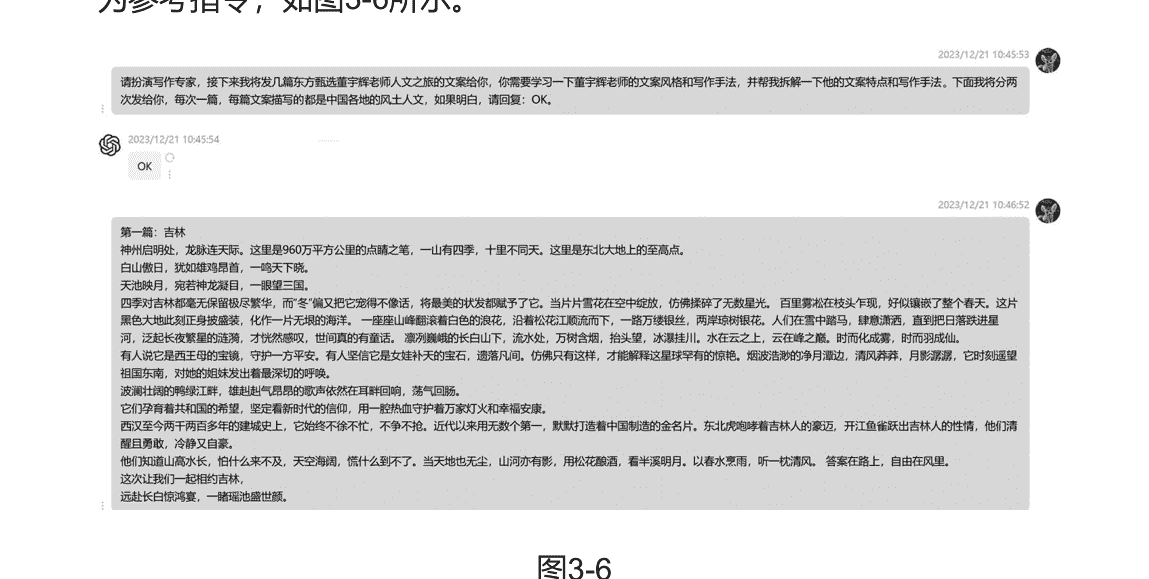 为参考指令，如图3-6所示。
2023/12/21 10:45:53
请扮演写作专家，接下来我将发几篇东方甄选董宇辉老师人文之旅的文案给你，你需要学习一下董宇辉老师的文案风格和写作手法，并帮我拆解一下他的文案特点和写作手法。下面我将分两
次发给你，每次一篇，每篇文案描写的都是中国各地的风土人文，如果明白，请回复：OK。
2023/12/21 10:45:54
OK
2023/12/21 10:46:52
第一篇：吉林
神州启明处，龙脉连天际。这里是960万平方公里的点睛之笔，一山有四季，十里不同天。这里是东北大地上的至高点。
白山傲日，犹如雄鸡昂首，一鸣天下晓。
天池映月，宛若神龙凝目，一眼望三国。
四季对吉林都毫无保留极尽繁华，而“冬”偏又把它宠得不像话，将最美的状发都赋予了它。当片片雪花在空中绽放，仿佛揉碎了无数星光。 百里雾凇在枝头乍现，好似镶嵌了整个春天。这片
黑色大地此刻正身披盛装，化作一片无垠的海洋。 一座座山峰翻滚着白色的浪花，沿着松花江顺流而下，一路万缕银丝，两岸琼树银花。人们在雪中踏马，肆意潇洒，直到把日落跌进星
河，泛起长夜繁星的涟漪，才恍然感叹，世间真的有童话。 凛冽巍峨的长白山下，流水处，万树含烟，抬头望，冰瀑挂川。水在云之上，云在峰之巅。时而化成雾，时而羽成仙。
有人说它是西王母的宝镜，守护一方平安。有人坚信它是女娃补天的宝石，遗落凡间。仿佛只有这样，才能解释这星球罕有的惊艳。烟波浩渺的净月潭边，清风莽莽，月影潺潺，它时刻遥望
祖国东南，对她的姐妹发出着最深切的呼唤。
波澜壮阔的鸭绿江畔，雄赳赳气昂昂的歌声依然在耳畔回响，荡气回肠。
它们孕育着共和国的希望，坚定看新时代的信仰，用一腔热血守护着万家灯火和幸福安康。
西汉至今两千两百多年的建城史上，它始终不徐不忙，不争不抢。近代以来用无数个第一，默默打造着中国制造的金名片。东北虎咆哮着吉林人的豪迈，开江鱼雀跃出吉林人的性情，他们清
醒且勇敢，冷静又自豪。
他们知道山高水长，怕什么来不及，天空海阔，慌什么到不了。当天地也无尘，山河亦有影，用松花酿酒，看半溪明月。以春水烹雨，听一枕清风。 答案在路上，自由在风里。
这次让我们一起相约吉林，
远赴长白惊鸿宴，一睹瑶池盛世颜。
图3-6